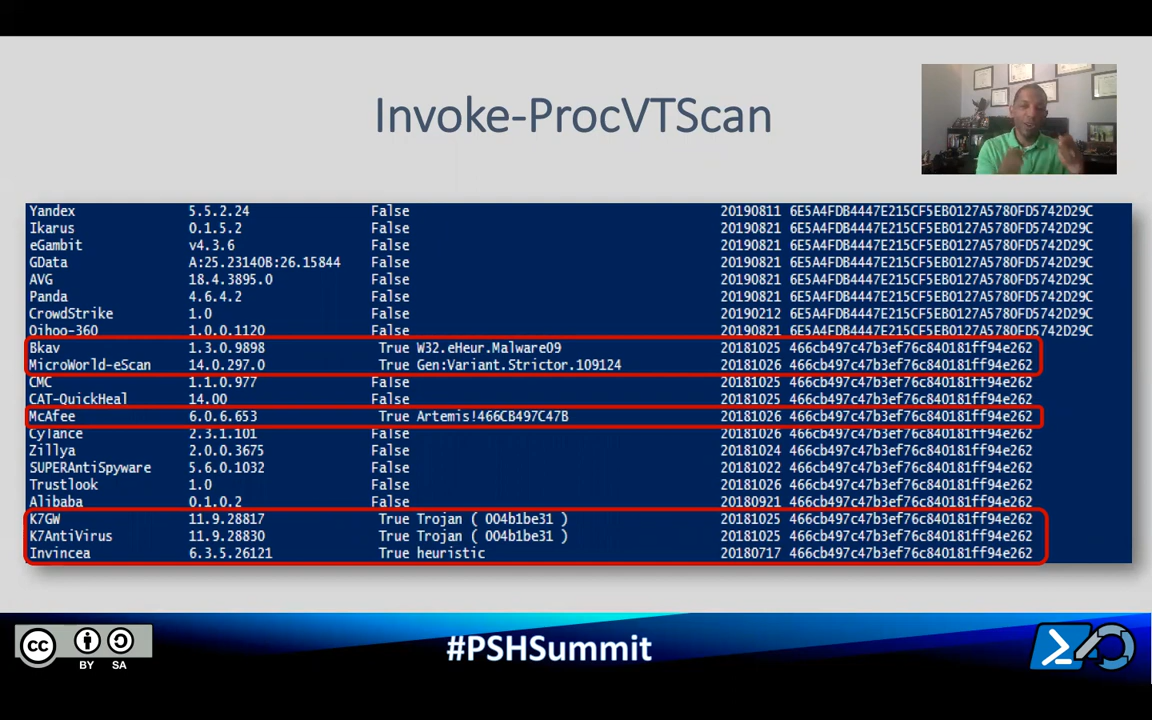 Invoke-ProcVTScan
Yandex 5.5.2.24 False 20190811 6E5A4FDB4447E215CF5EB0127A5780FD5742D29C
Ikarus 0.1.5.2 False 20190821 6E5A4FDB4447E215CF5EB0127A5780FD5742D29C
eGambit v4.3.6 False 20190821 6E5A4FDB4447E215CF5EB0127A5780FD5742D29C
GData A:25.23140B:26.15844 False 20190821 6E5A4FDB4447E215CF5EB0127A5780FD5742D29C
AVG 18.4.3895.0 False 20190821 6E5A4FDB4447E215CF5EB0127A5780FD5742D29C
Panda 4.6.4.2 False 20190821 6E5A4FDB4447E215CF5EB0127A5780FD5742D29C
CrowdStrike 1.0 False 20190212 6E5A4FDB4447E215CF5EB0127A5780FD5742D29C
Qihoo-360 1.0.0.1120 False 20190821 6E5A4FDB4447E215CF5EB0127A5780FD5742D29C
Bkav 1.3.0.9898 True W32.eHeur.Malware09 20181025 466cb497c47b3ef76c840181ff94e262
MicroWorld-eScan 14.0.297.0 True Gen:Variant.Strictor.109124 20181026 466cb497c47b3ef76c840181ff94e262
CMC 1.1.0.977 False 20181025 466cb497c47b3ef76c840181ff94e262
CAT-QuickHeal 14.00 False 20181025 466cb497c47b3ef76c840181ff94e262
McAfee 6.0.6.653 True Artemis!466CB497C47B 20181026 466cb497c47b3ef76c840181ff94e262
Cylance 2.3.1.101 False 20181026 466cb497c47b3ef76c840181ff94e262
Zillya 2.0.0.3675 False 20181024 466cb497c47b3ef76c840181ff94e262
SUPERAntiSpyware 5.6.0.1032 False 20181022 466cb497c47b3ef76c840181ff94e262
Trustlook 1.0 False 20181026 466cb497c47b3ef76c840181ff94e262
Alibaba 0.1.0.2 False 20180921 466cb497c47b3ef76c840181ff94e262
K7GW 11.9.28817 True Trojan ( 004b1be31 ) 20181025 466cb497c47b3ef76c840181ff94e262
K7AntiVirus 11.9.28830 True Trojan ( 004b1be31 ) 20181025 466cb497c47b3ef76c840181ff94e262
Invincea 6.3.5.26121 True heuristic 20180717 466cb497c47b3ef76c840181ff94e262
cc
BY SA
#PSHSummit